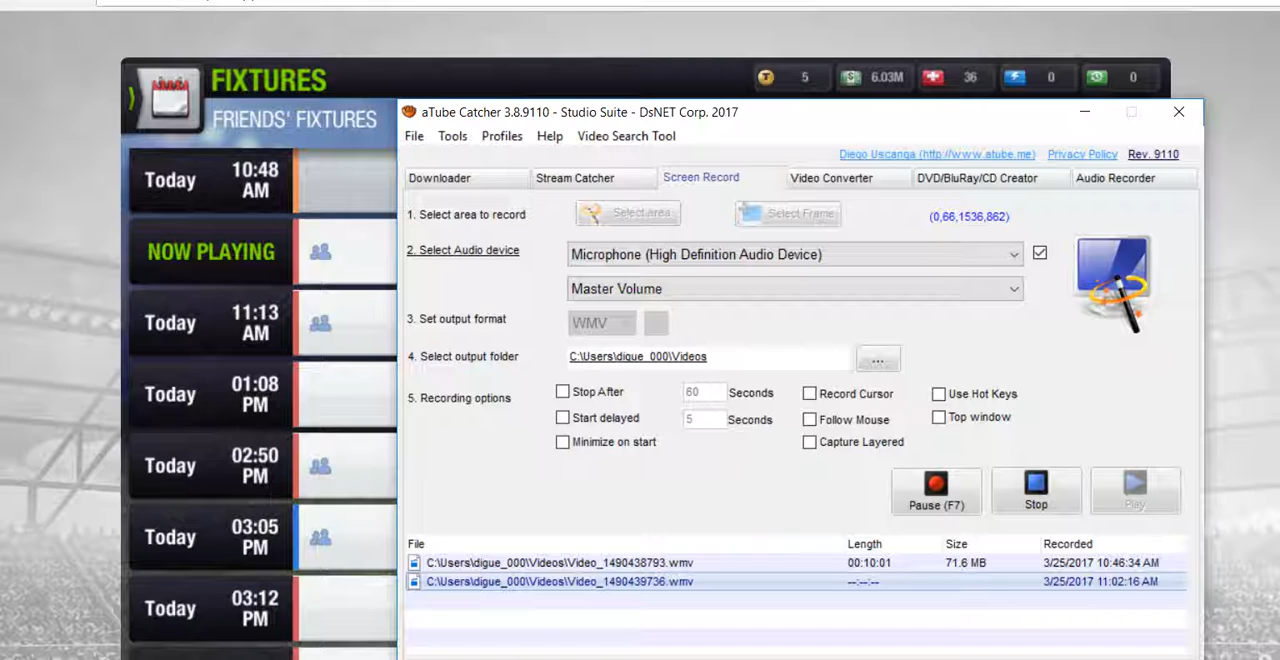 FIXTURES
5
6.03M
36
0
0
FRIENDS' FIXTURES
Today 10:48 AM
NOW PLAYING
Today 11:13 AM
Today 01:08 PM
Today 02:50 PM
Today 03:05 PM
Today 03:12 PM
aTube Catcher 3.8.9110 - Studio Suite - DsNET Corp. 2017
File Tools Profiles Help Video Search Tool
Diego Uscanga (http://www.atube.me) Privacy Policy Rev. 9110
Downloader Stream Catcher Screen Record Video Converter DVD/BluRay/CD Creator Audio Recorder
1. Select area to record Select area Select Frame (0,66,1536,862)
2. Select Audio device Microphone (High Definition Audio Device)
Master Volume
3. Set output format WMV
4. Select output folder C:\Users\digue_000\Videos ...
5. Recording options
Stop After 60 Seconds Record Cursor Use Hot Keys
Start delayed 5 Seconds Follow Mouse Top window
Minimize on start Capture Layered
Pause (F7) Stop Play
File Length Size Recorded
C:\Users\digue_000\Videos\Video_1490438793.wmv 00:10:01 71.6 MB 3/25/2017 10:46:34 AM
C:\Users\digue_000\Videos\Video_1490439736.wmv --:--:-- 3/25/2017 11:02:16 AM